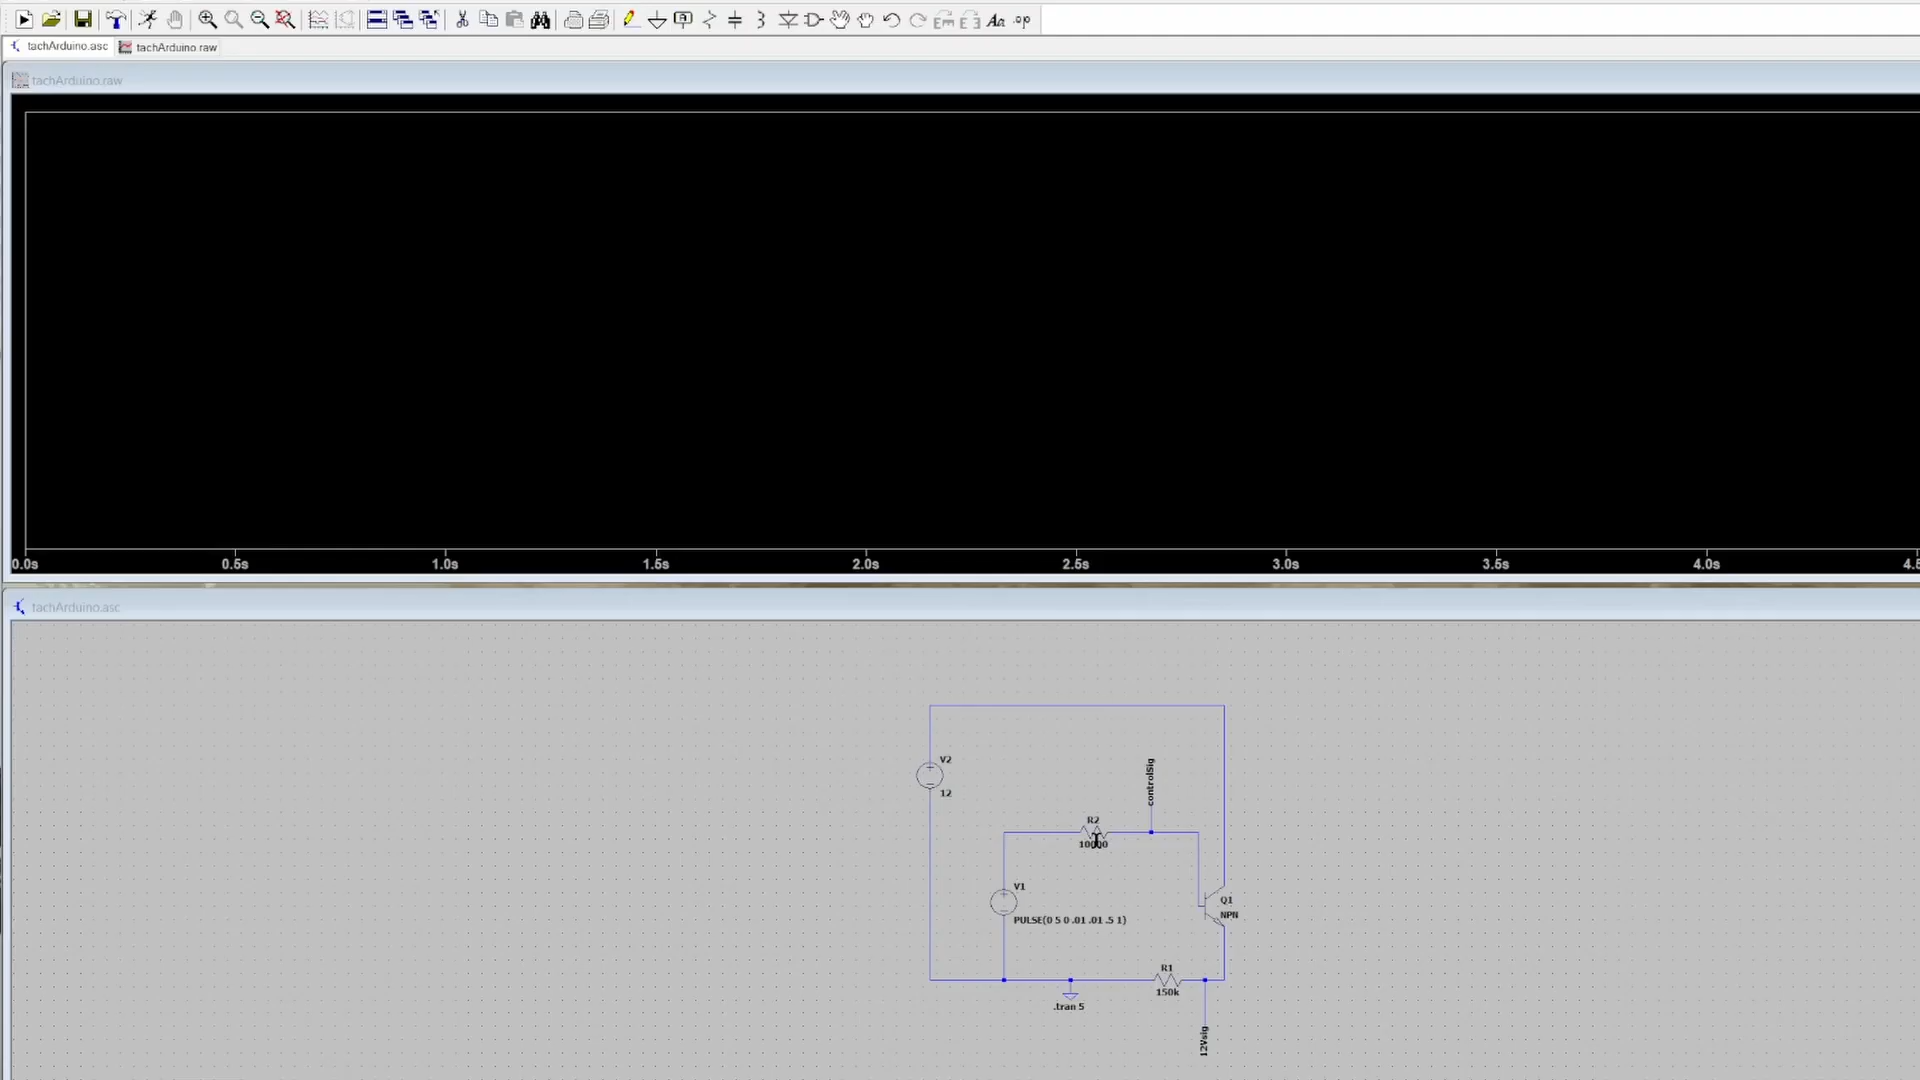 tachArduino.asc
tachArduino.raw
tachArduino.raw
0.0s
0.5s
1.0s
1.5s
2.0s
2.5s
3.0s
3.5s
4.0s
4.5
tachArduino.asc
V2
12
controlSig
R2
V1
PULSE(0 5 0 .01 .01 .5 1)
Q1
NPN
R1
150k
.tran 5
12Vsig